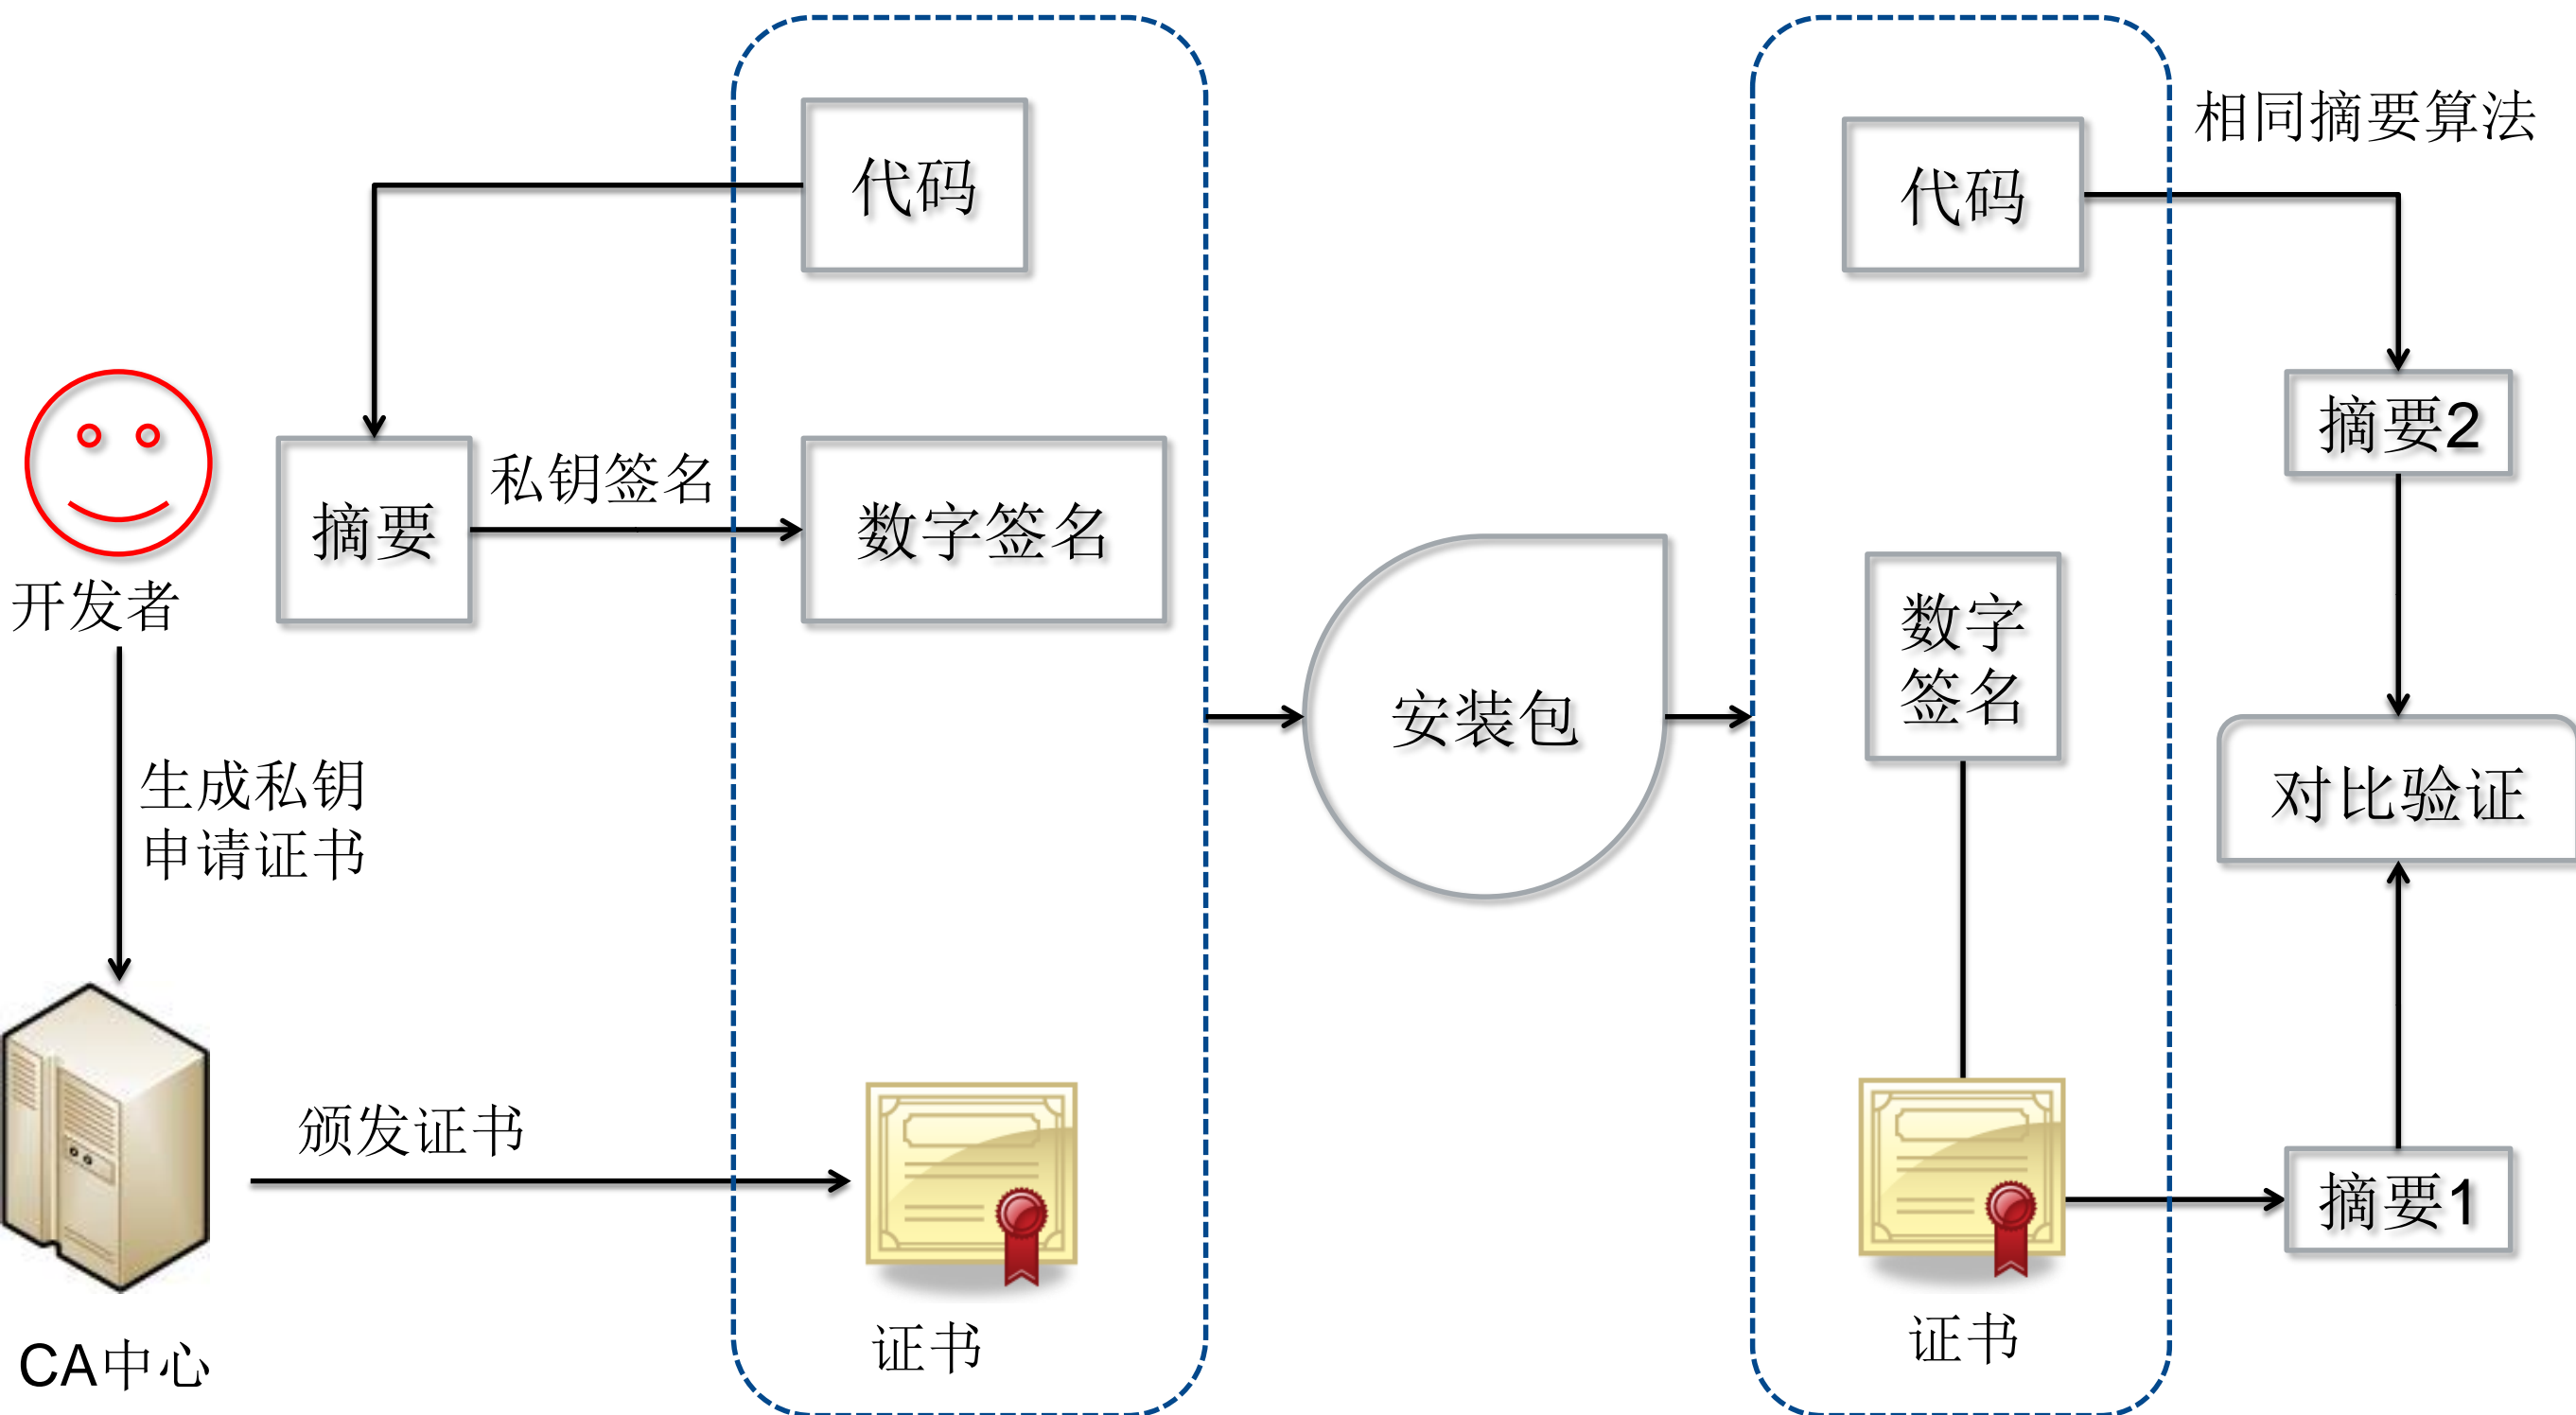 代码
摘要
私钥签名
数字签名
开发者
生成私钥
申请证书
颁发证书
证书
CA中心
安装包
代码
相同摘要算法
摘要2
数字
签名
对比验证
摘要1
证书